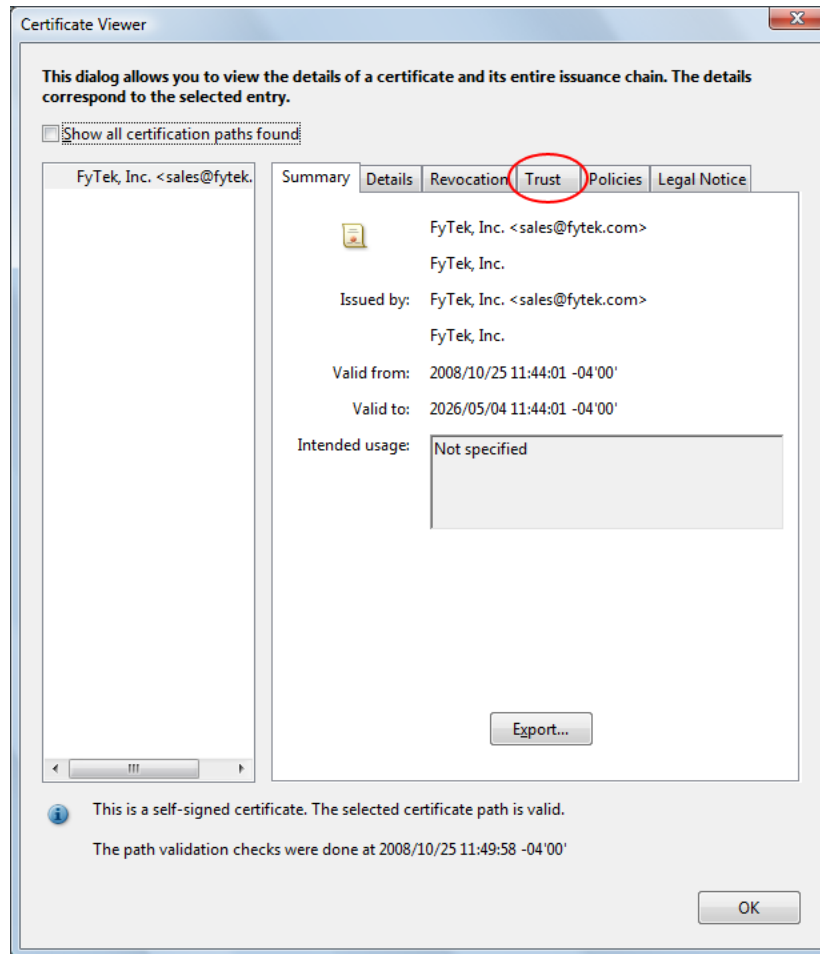 Certificate Viewer
This dialog allows you to view the details of a certificate and its entire issuance chain. The details
correspond to the selected entry.
Show all certification paths found
FyTek, Inc. <sales@fytek.
Summary Details Revocation Trust Policies Legal Notice
FyTek, Inc. <sales@fytek.com>
FyTek, Inc.
Issued by: FyTek, Inc. <sales@fytek.com>
FyTek, Inc.
Valid from: 2008/10/25 11:44:01 -04'00'
Valid to: 2026/05/04 11:44:01 -04'00'
Intended usage: Not specified
Export...
This is a self-signed certificate. The selected certificate path is valid.
The path validation checks were done at 2008/10/25 11:49:58 -04'00'
OK